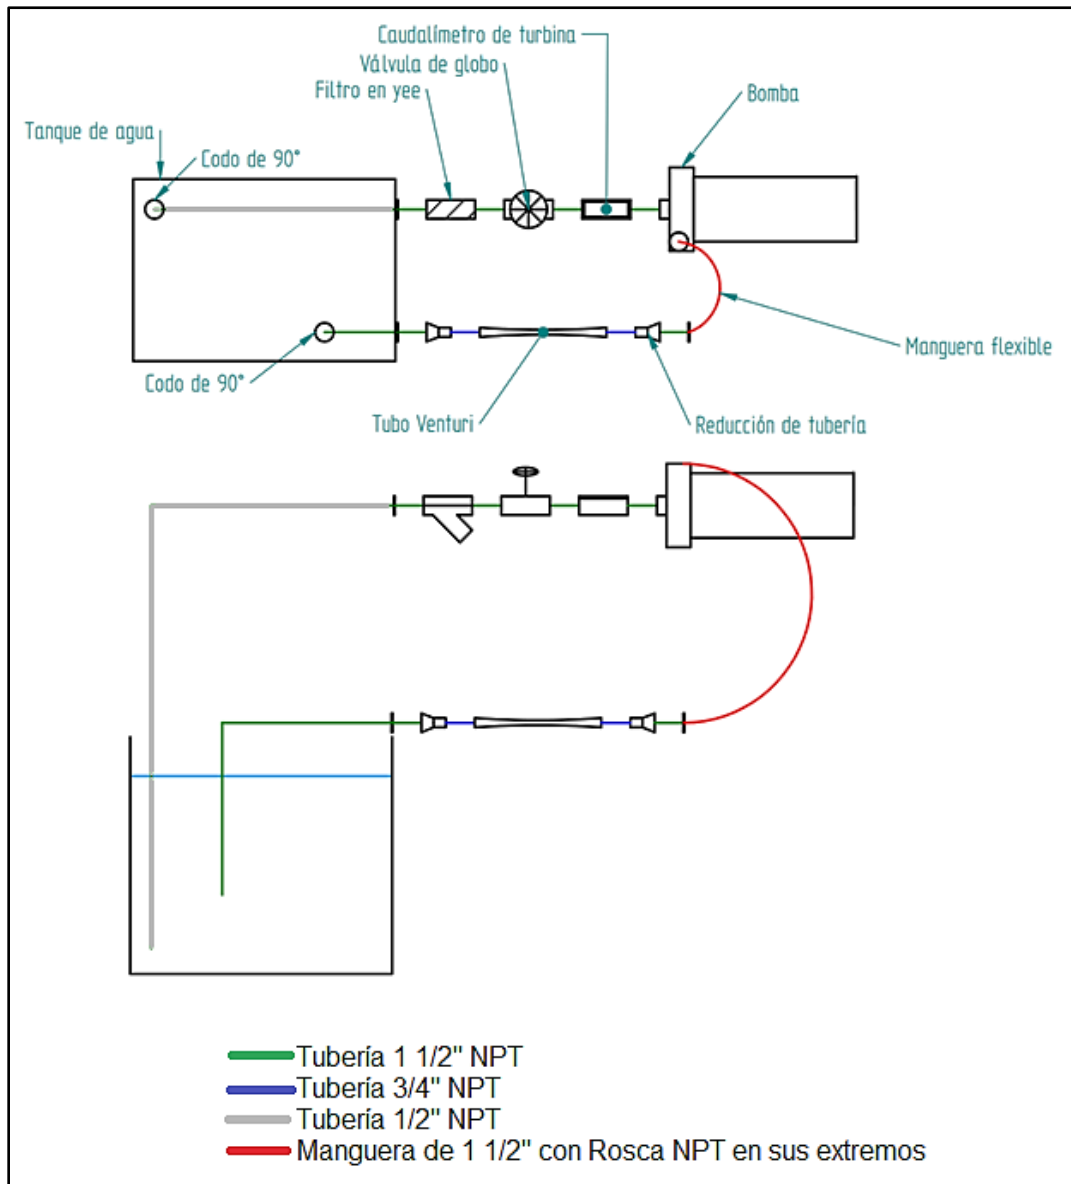 Caudalímetro de turbina
Válvula de globo
Filtro en yee
Bomba
Tanque de agua
Codo de 90°
Manguera flexible
Codo de 90°
Tubo Venturi
Reducción de tubería
Tubería 1 1/2" NPT
Tubería 3/4" NPT
Tubería 1/2" NPT
Manguera de 1 1/2" con Rosca NPT en sus extremos